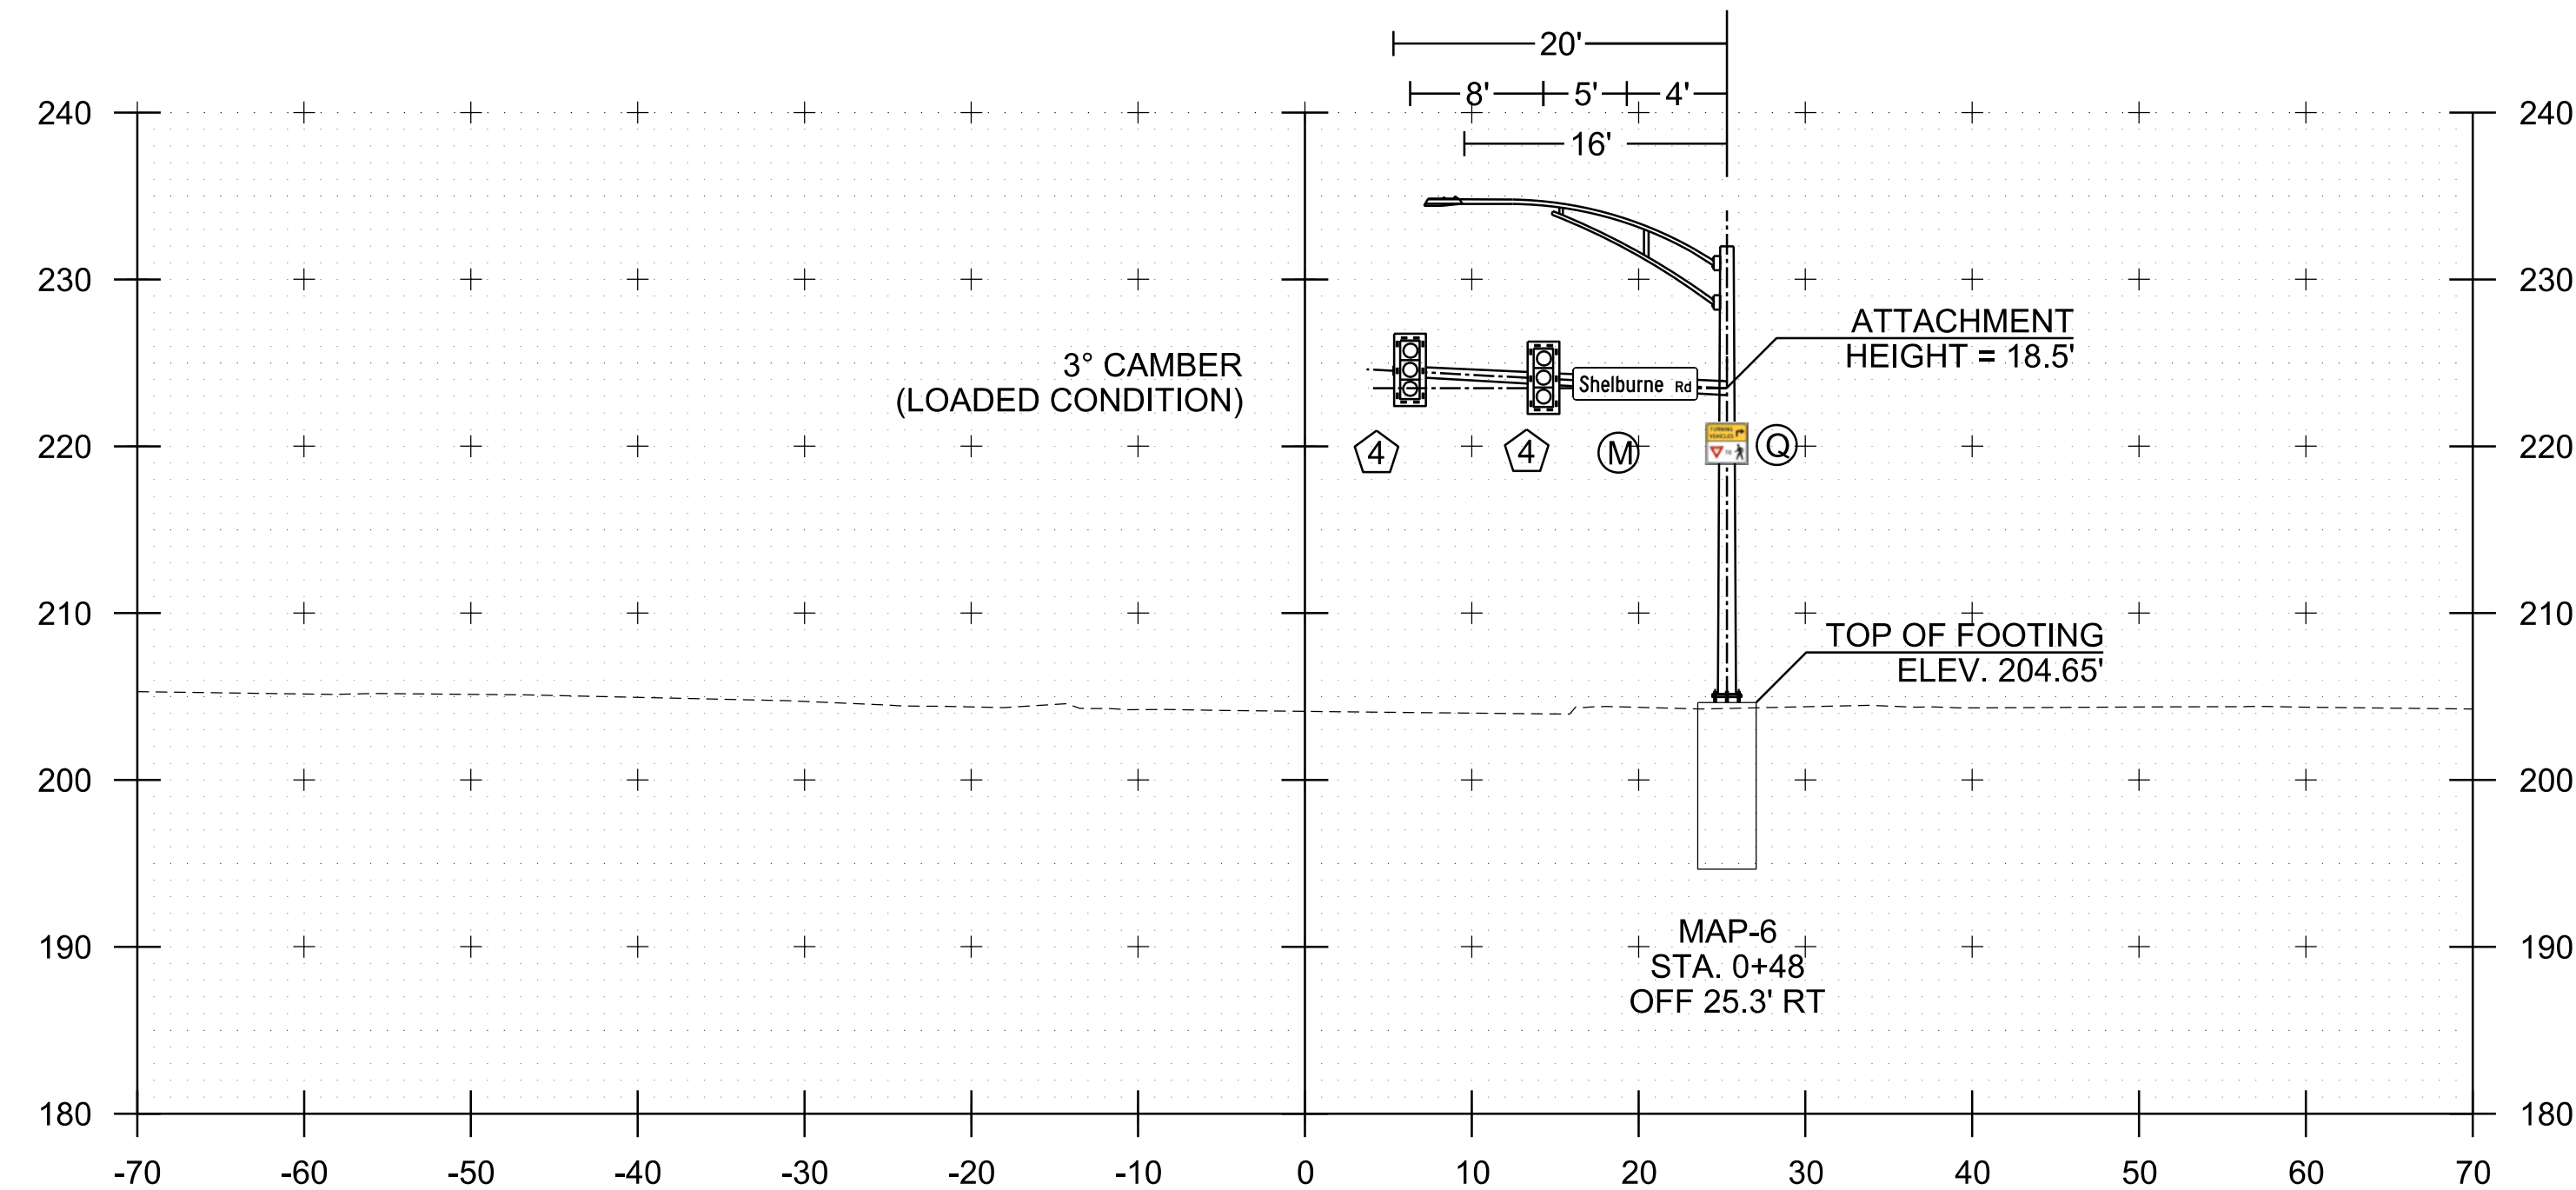 20'
8' 5' 4'
240 240
16'
230 230
ATTACHMENT
HEIGHT = 18.5'
3° CAMBER
(LOADED CONDITION)
Shelburne Rd
TURNING
VEHICLES
TO
220 4 4 M Q 220
210 210
TOP OF FOOTING
ELEV. 204.65'
200 200
MAP-6
STA. 0+48
OFF 25.3' RT
190 190
180 180
-70 -60 -50 -40 -30 -20 -10 0 10 20 30 40 50 60 70